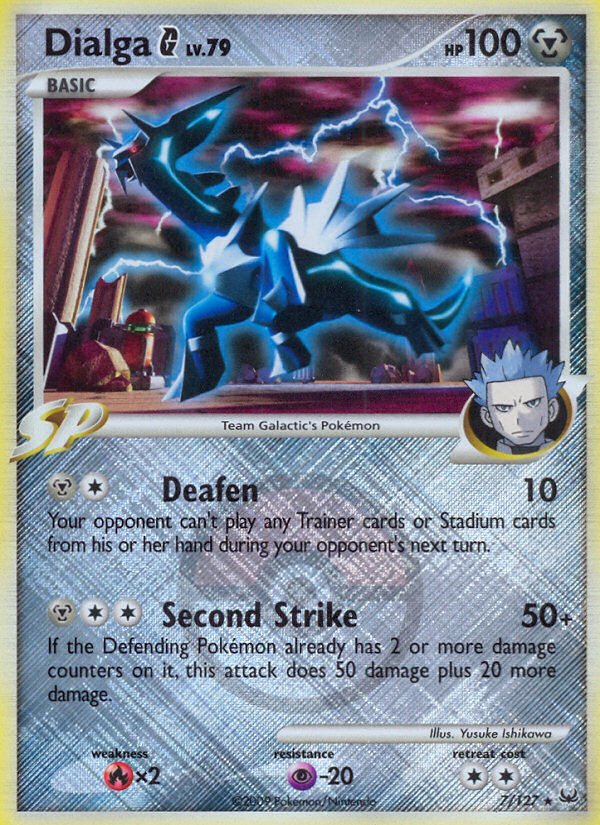 Dialga G LV.79 HP100
BASIC
SP
Team Galactic's Pokémon
Deafen 10
Your opponent can't play any Trainer cards or Stadium cards
from his or her hand during your opponent's next turn.
Second Strike 50+
If the Defending Pokémon already has 2 or more damage
counters on it, this attack does 50 damage plus 20 more
damage.
Illus. Yusuke Ishikawa
weakness resistance retreat cost
×2 -20
©2009 Pokémon/Nintendo 7/127